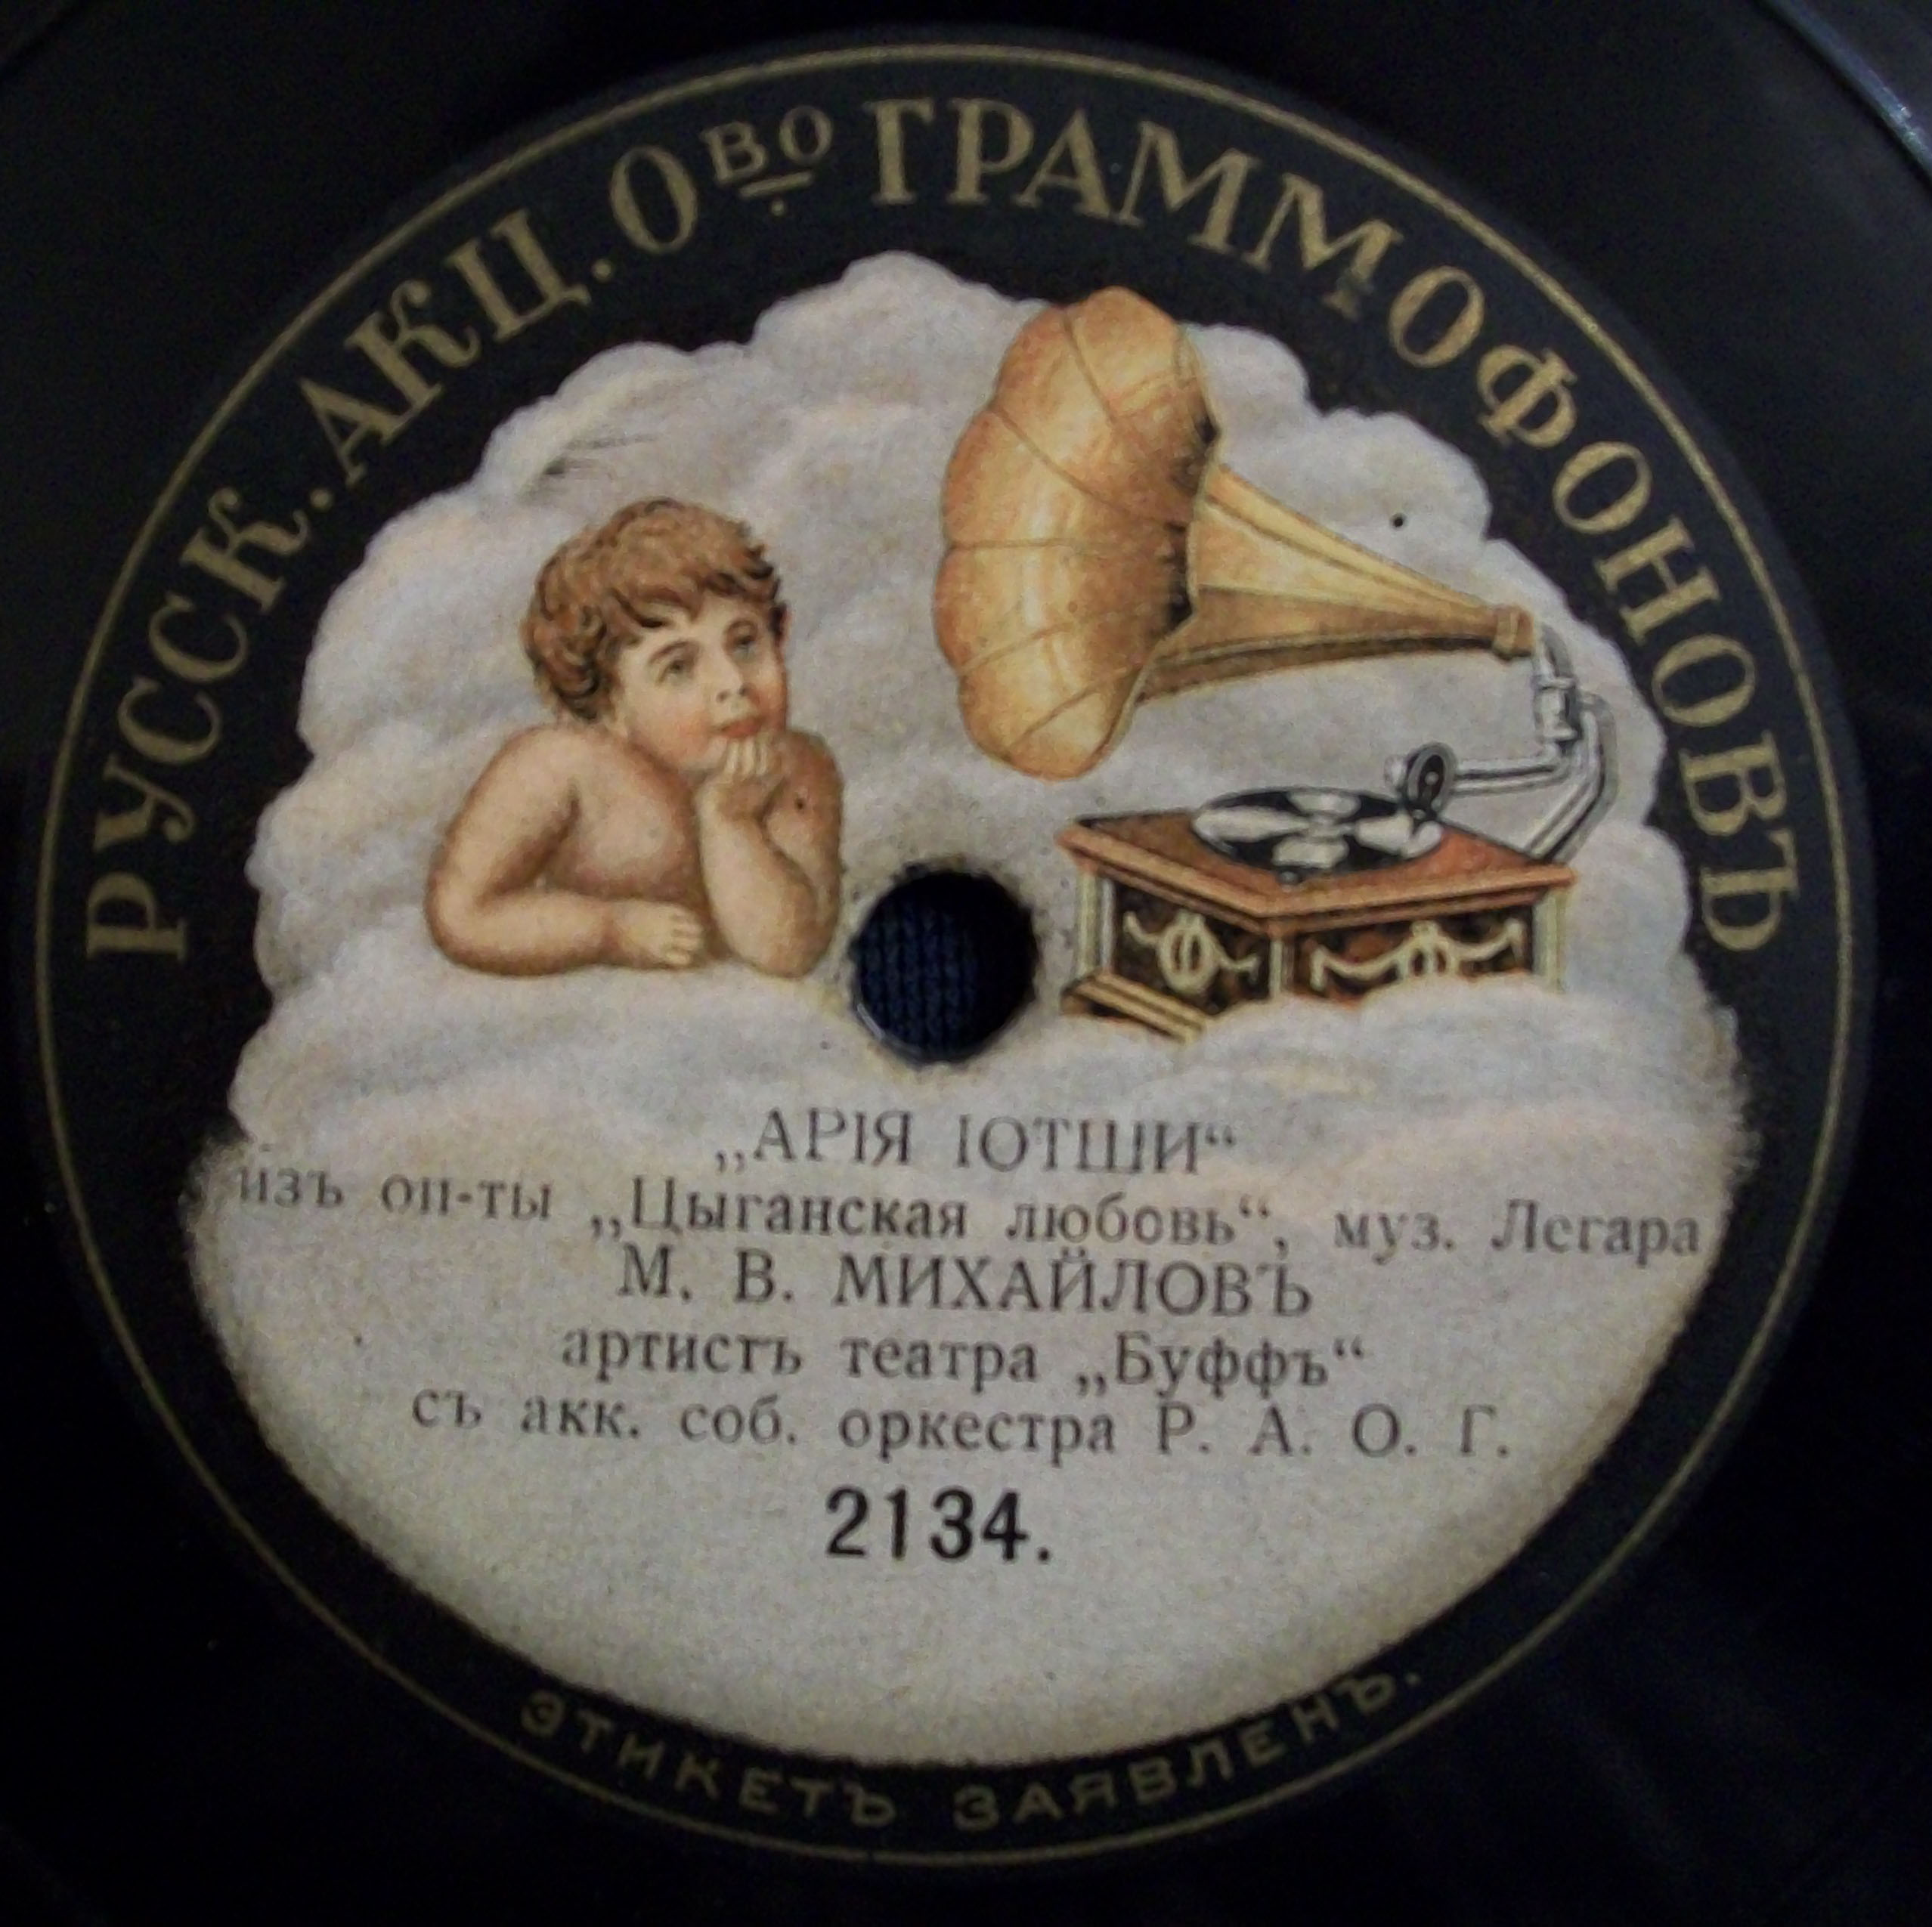 РУССК. АКЦ. Ово ГРАММОФОНОВЪ
„АРІЯ ІОТШИ“
изъ оп-ты „Цыганская любовь“, муз. Легара
М. В. МИХАЙЛОВЪ
артистъ театра „Буффъ“
съ акк. соб. оркестра Р. А. О. Г.
2134.
ЭТИКЕТЪ ЗАЯВЛЕНЪ.